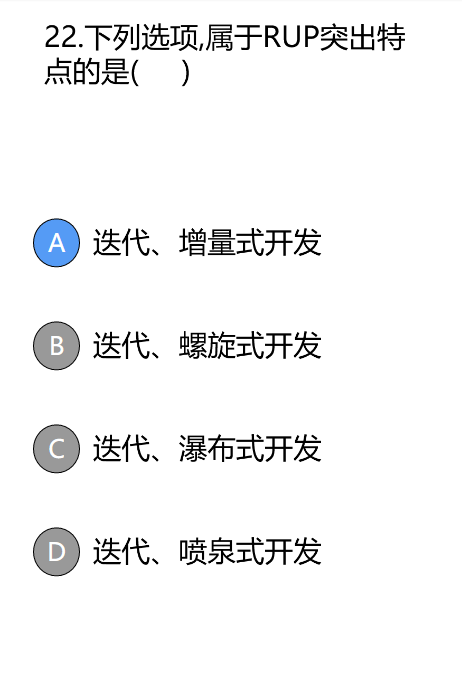 22.下列选项,属于RUP突出特
点的是(     )
A 迭代、增量式开发
B 迭代、螺旋式开发
C 迭代、瀑布式开发
D 迭代、喷泉式开发